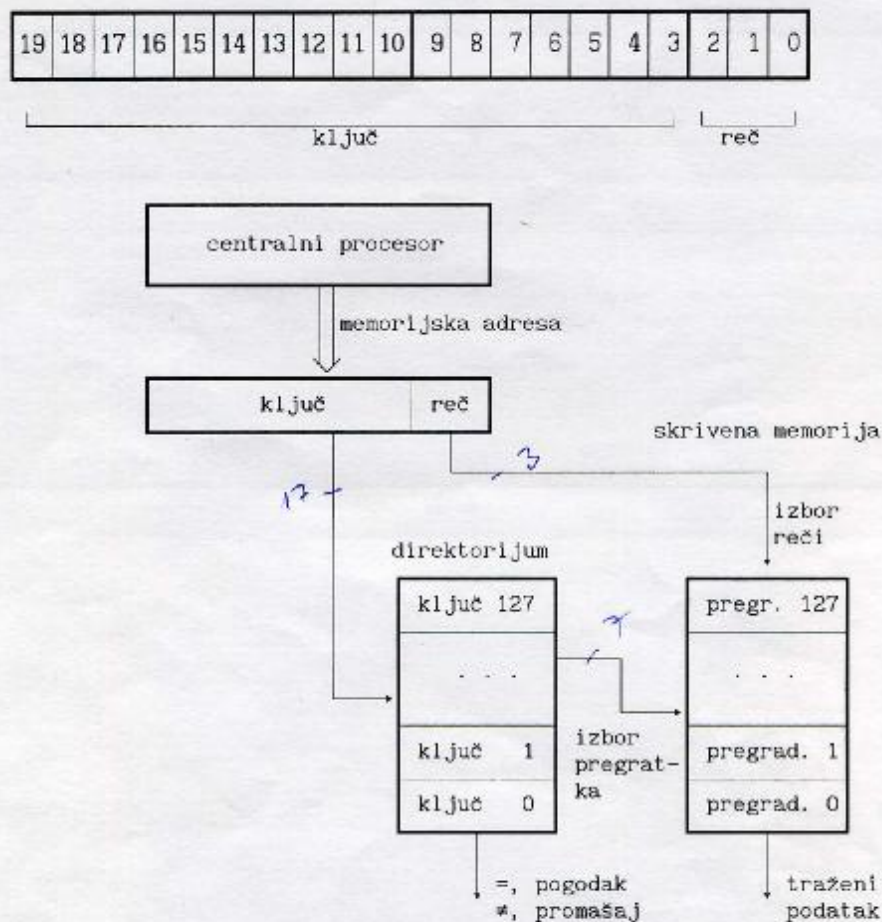 19 18 17 16 15 14 13 12 11 10 9 8 7 6 5 4 3 2 1 0
ključ reč
centralni procesor
memorijska adresa
ključ reč
skrivena memorija
3
17
izbor
reči
direktorijum
ključ 127
7
pregr. 127
. . .
. . .
ključ 1
izbor
pregrat-
ka
pregrad. 1
ključ 0
pregrad. 0
=, pogodak
≠, promašaj
traženi
podatak